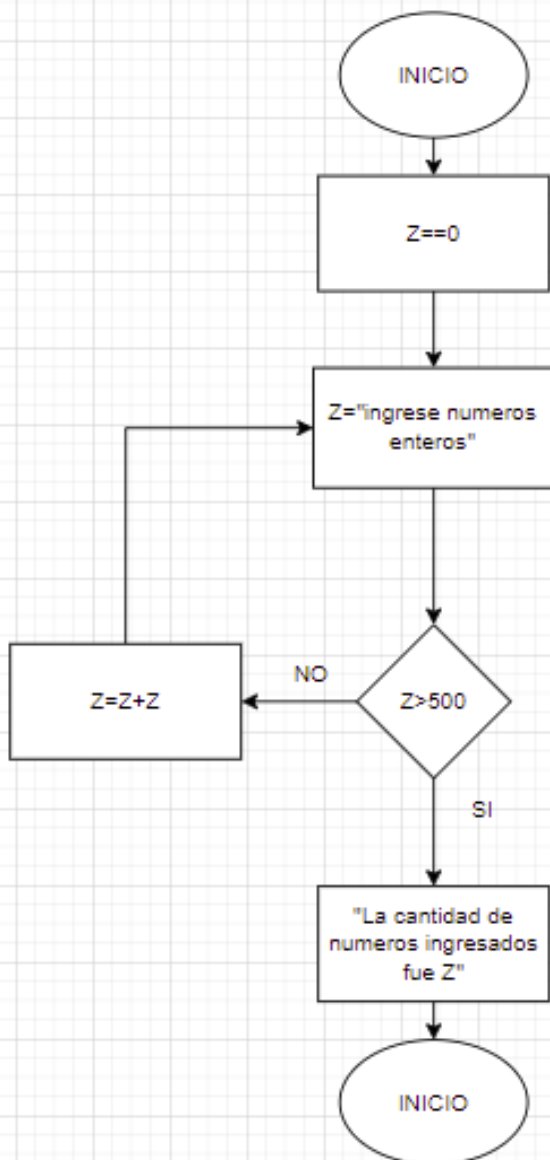 INICIO
Z==0
Z="ingrese numeros
enteros"
Z>500
NO
Z=Z+Z
SI
"La cantidad de
numeros ingresados
fue Z"
INICIO